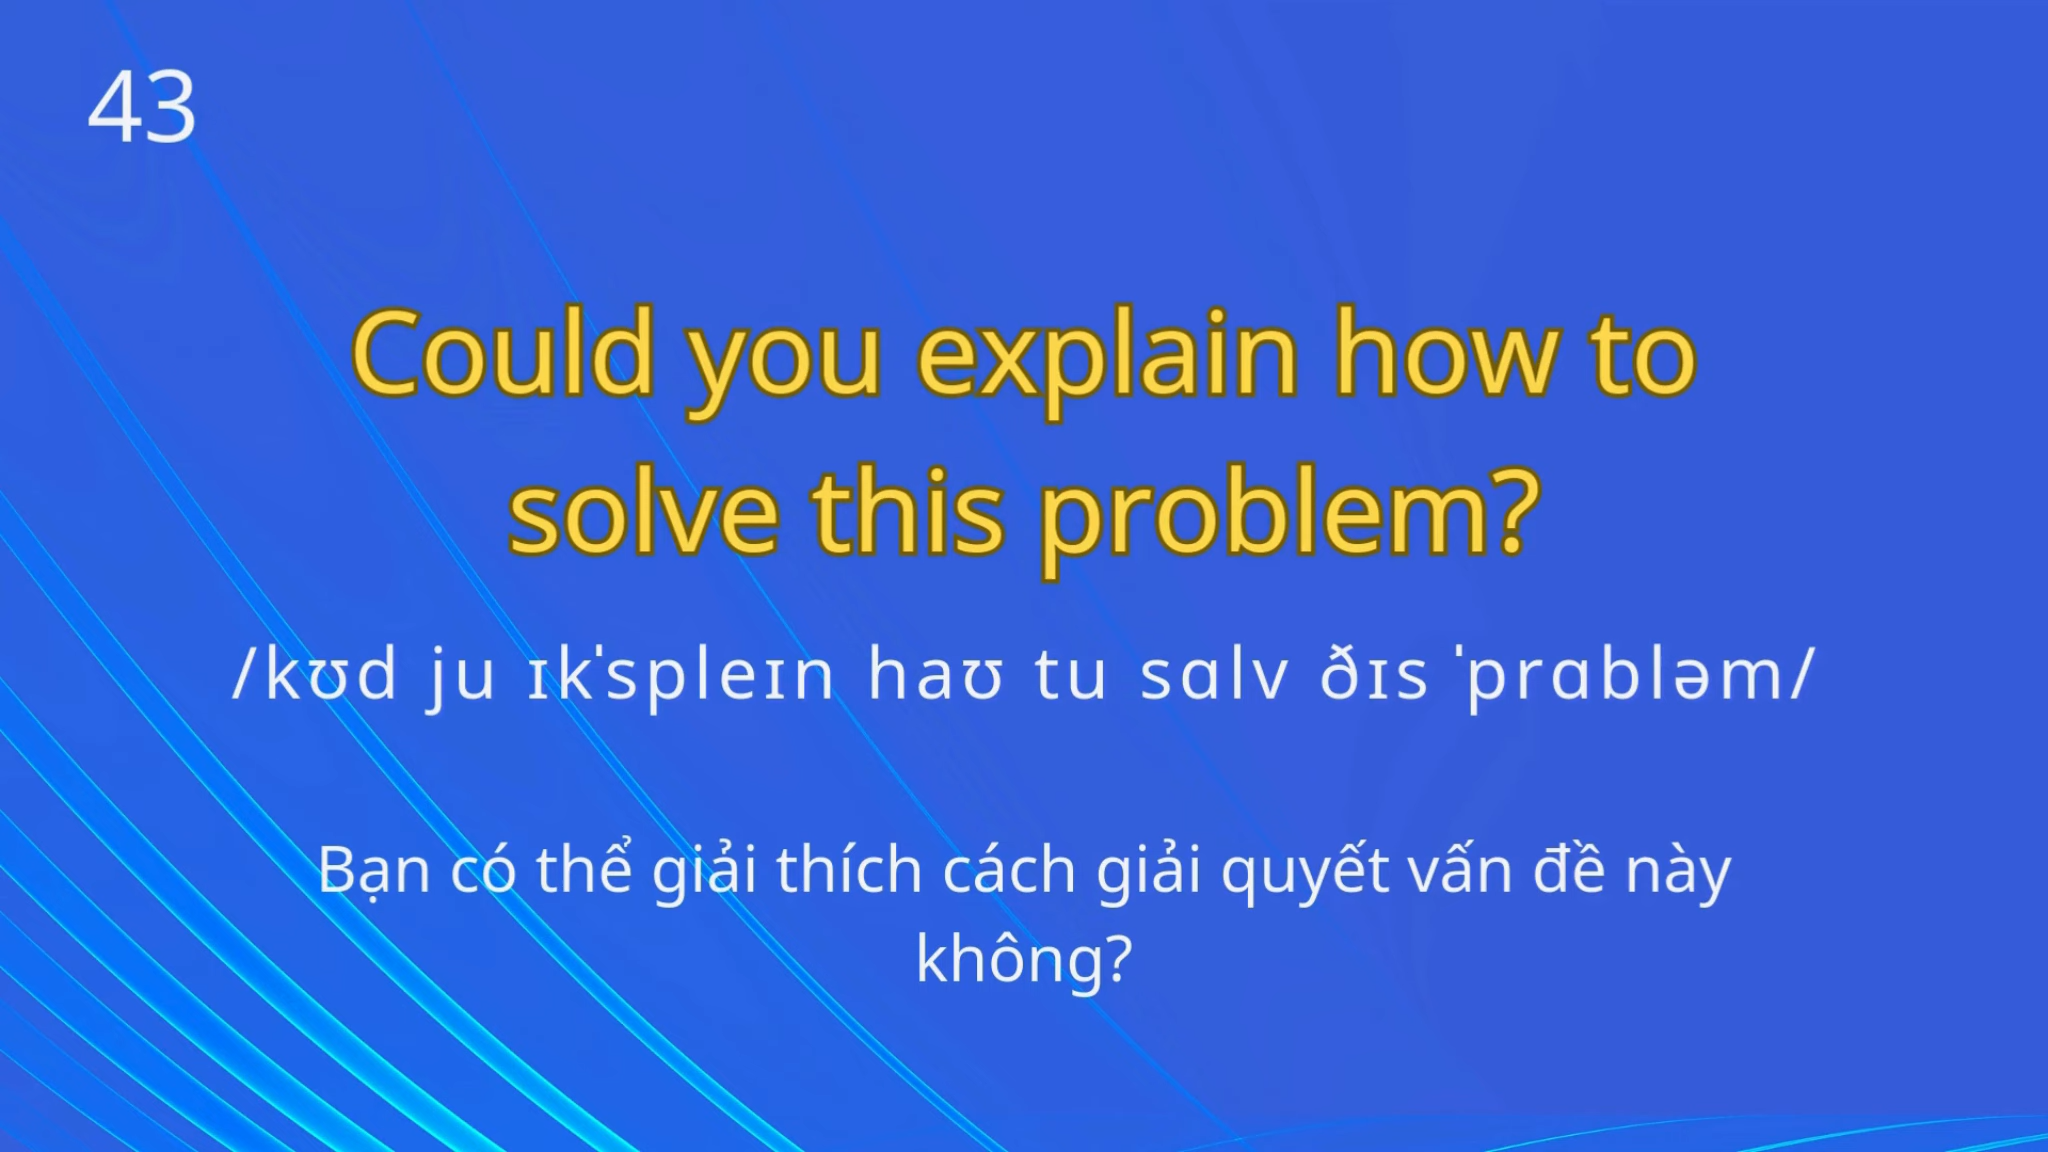 43
Could you explain how to
solve this problem?
/kʊd ju ɪkˈspleɪn haʊ tu sɑlv ðɪs ˈprɑbləm/
Bạn có thể giải thích cách giải quyết vấn đề này
không?